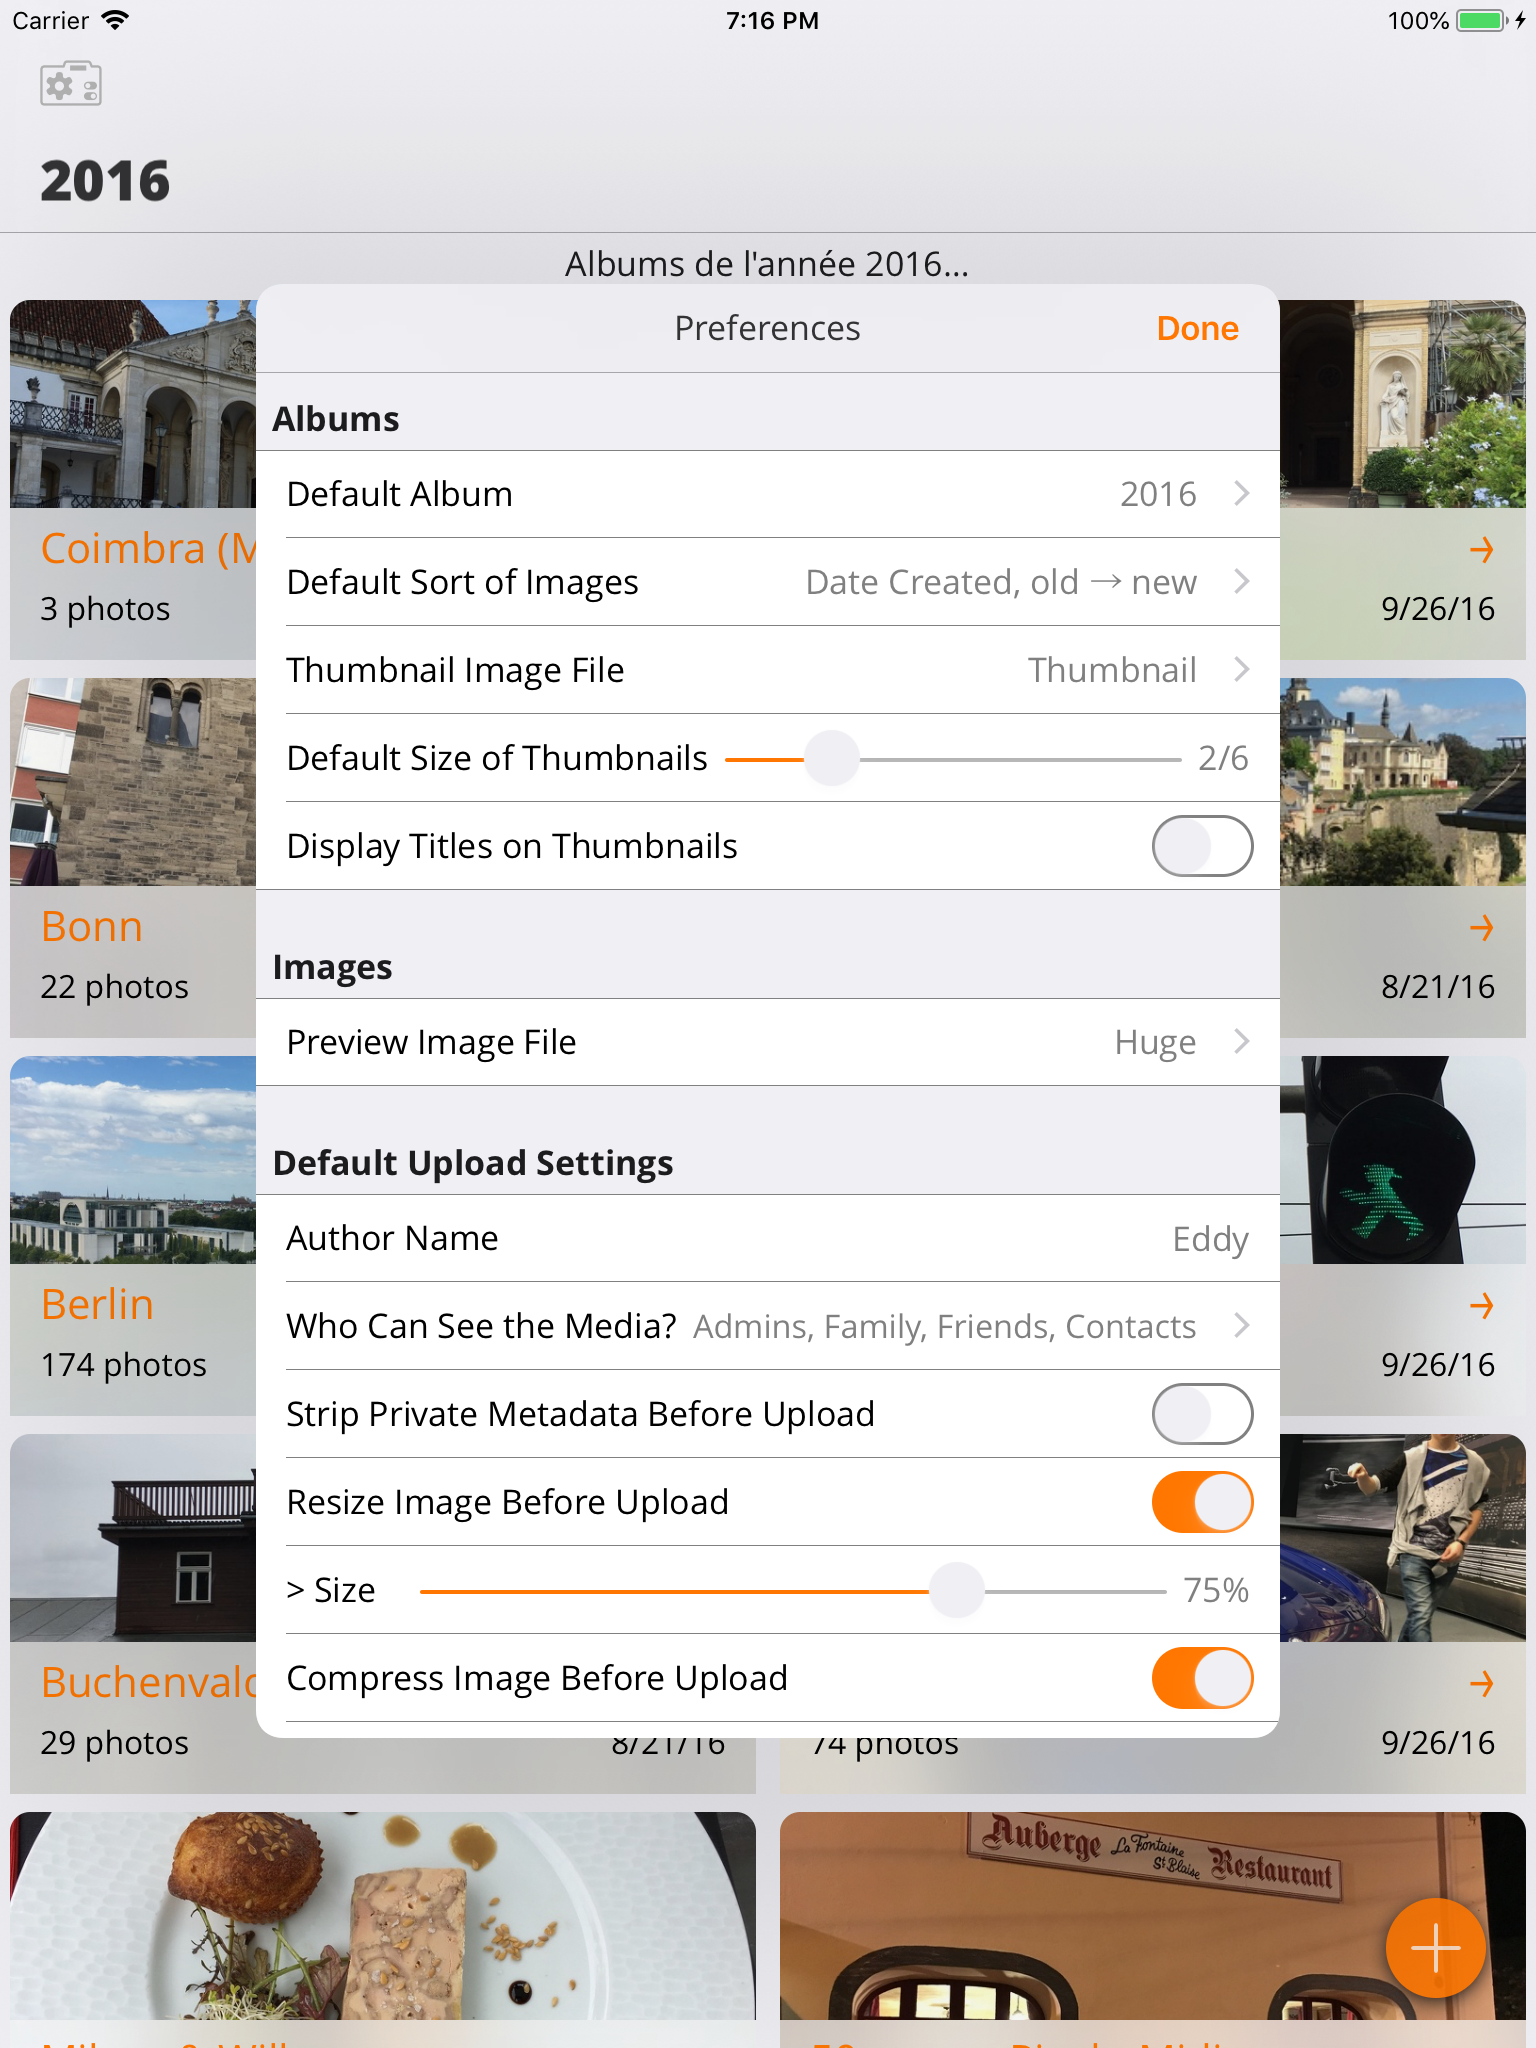 Carrier 7:16 PM 100%
2016
Albums de l'année 2016...
Preferences Done
Albums
Default Album 2016
Default Sort of Images Date Created, old → new
Thumbnail Image File Thumbnail
Default Size of Thumbnails 2/6
Display Titles on Thumbnails
Images
Preview Image File Huge
Default Upload Settings
Author Name Eddy
Who Can See the Media? Admins, Family, Friends, Contacts
Strip Private Metadata Before Upload
Resize Image Before Upload
> Size 75%
Compress Image Before Upload
Coimbra (M
3 photos
9/26/16
Bonn
22 photos
8/21/16
Berlin
174 photos
9/26/16
Buchenvald
29 photos 8/21/16
74 photos 9/26/16
Auberge La Fontaine St Blaise Restaurant